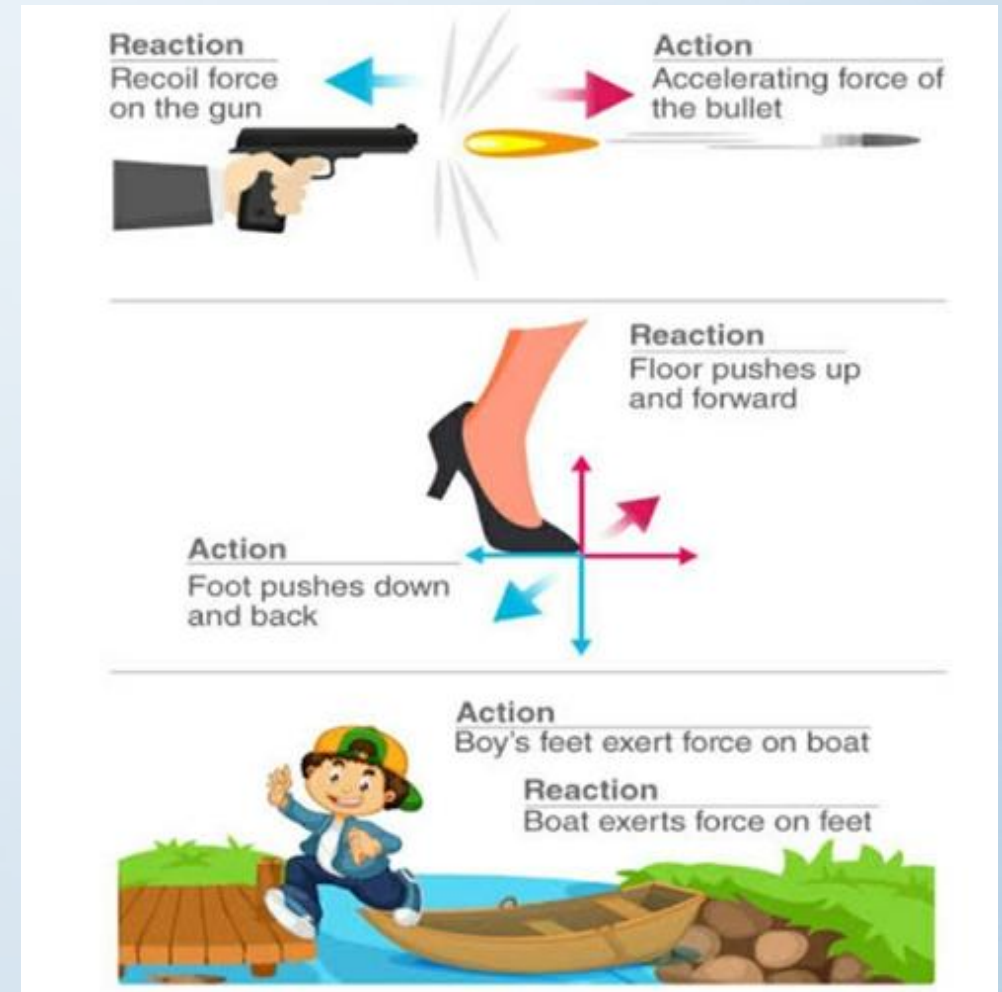 Reaction
Recoil force
on the gun
Action
Accelerating force of
the bullet
Reaction
Floor pushes up
and forward
Action
Foot pushes down
and back
Action
Boy's feet exert force on boat
Reaction
Boat exerts force on feet